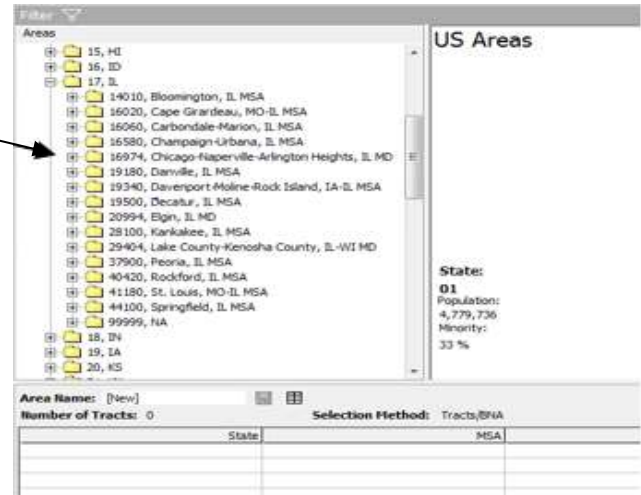 Filter
Areas
15, HI
16, ID
17, IL
14010, Bloomington, IL MSA
16020, Cape Girardeau, MO-IL MSA
16060, Carbondale-Marion, IL MSA
16580, Champaign-Urbana, IL MSA
16974, Chicago-Naperville-Arlington Heights, IL MD
19180, Danville, IL MSA
19340, Davenport-Moline-Rock Island, IA-IL MSA
19500, Decatur, IL MSA
20994, Elgin, IL MD
28100, Kankakee, IL MSA
29404, Lake County-Kenosha County, IL-WI MD
37900, Peoria, IL MSA
40420, Rockford, IL MSA
41180, St. Louis, MO-IL MSA
44100, Springfield, IL MSA
99999, NA
18, IN
19, IA
20, KS
US Areas
State:
01
Population:
4,779,736
Minority:
33 %
Area Name: [New]
Number of Tracts: 0 Selection Method: Tracts/BNA
State MSA